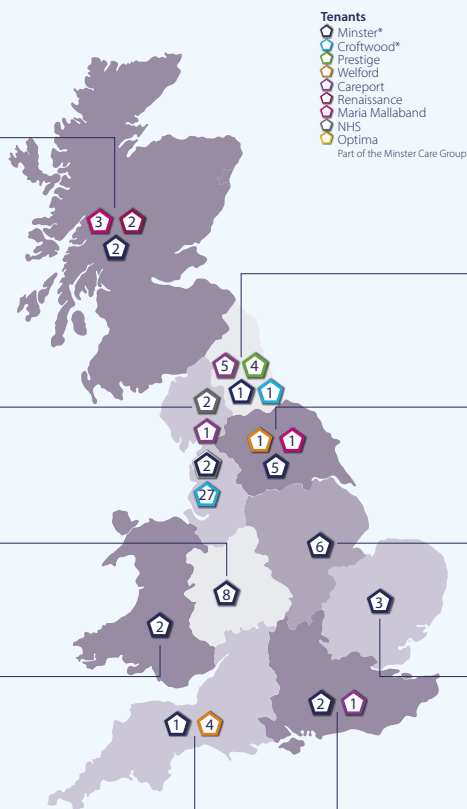 Tenants
Minster*
Croftwood*
Prestige
Welford
Careport
Renaissance
Maria Mallaband
NHS
Optima
Part of the Minster Care Group
3 2
2
5 4
1 1
2
1
1 1
2
5
27
6
8
3
2
2 1
1 4